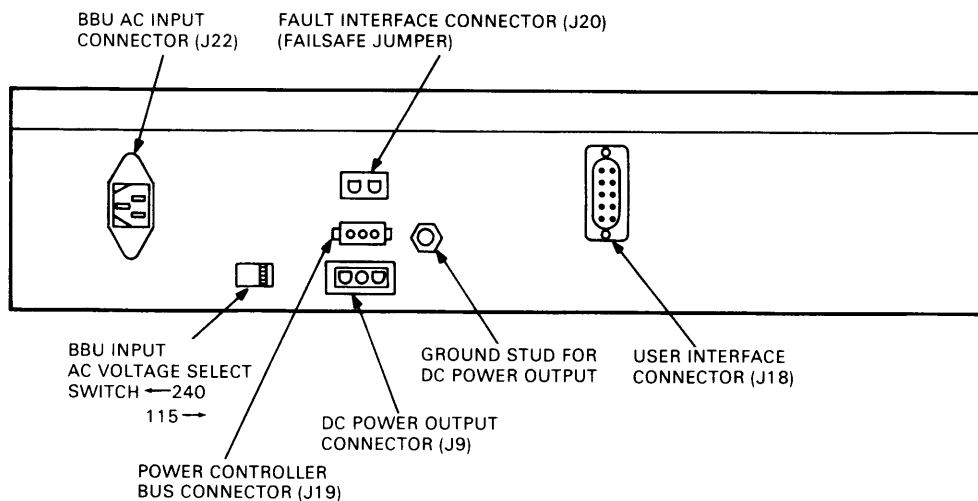 BBU AC INPUT
CONNECTOR (J22)
FAULT INTERFACE CONNECTOR (J20)
(FAILSAFE JUMPER)
BBU INPUT
AC VOLTAGE SELECT
SWITCH ←240
115→
GROUND STUD FOR
DC POWER OUTPUT
USER INTERFACE
CONNECTOR (J18)
DC POWER OUTPUT
CONNECTOR (J9)
POWER CONTROLLER
BUS CONNECTOR (J19)